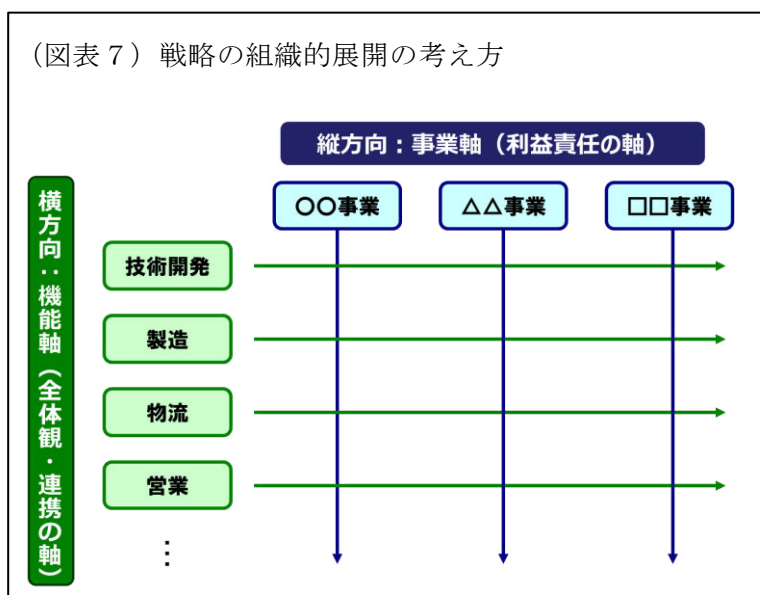 （図表７）戦略の組織的展開の考え方
縦方向：事業軸（利益責任の軸）
横方向：機能軸（全体観・連携の軸）
〇〇事業
△△事業
□□事業
技術開発
製造
物流
営業
⋮